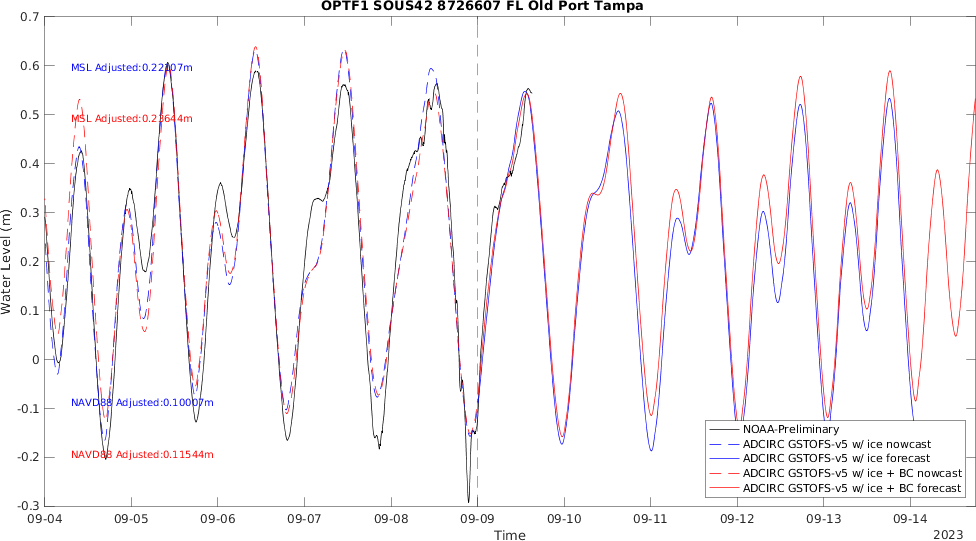 OPTF1 SOUS42 8726607 FL Old Port Tampa
0.7
0.6
0.5
0.4
0.3
0.2
0.1
0
-0.1
-0.2
-0.3
Water Level (m)
MSL Adjusted:0.22107m
MSL Adjusted:0.23644m
NAVD88 Adjusted:0.10007m
NAVD88 Adjusted:0.11544m
NOAA-Preliminary
ADCIRC GSTOFS-v5 w/ ice nowcast
ADCIRC GSTOFS-v5 w/ ice forecast
ADCIRC GSTOFS-v5 w/ ice + BC nowcast
ADCIRC GSTOFS-v5 w/ ice + BC forecast
09-04 09-05 09-06 09-07 09-08 09-09 09-10 09-11 09-12 09-13 09-14
Time
2023